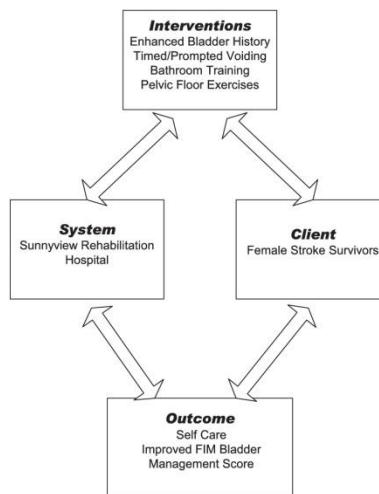 Interventions
Enhanced Bladder History
Timed/Prompted Voiding
Bathroom Training
Pelvic Floor Exercises
System
Sunnyview Rehabilitation
Hospital
Client
Female Stroke Survivors
Outcome
Self Care
Improved FIM Bladder
Management Score